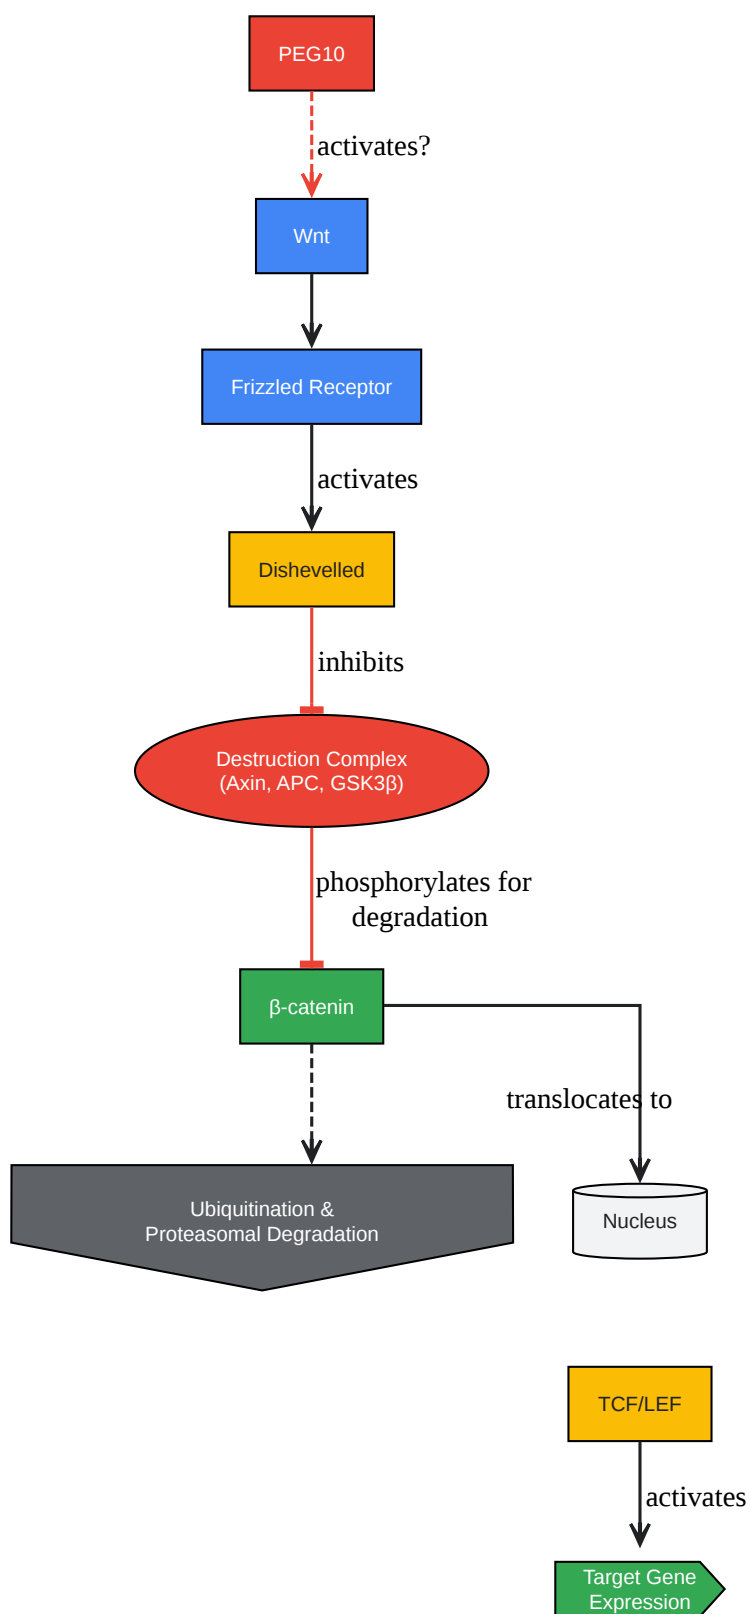 PEG10
activates?
Wnt
Frizzled Receptor
activates
Dishevelled
inhibits
Destruction Complex
(Axin, APC, GSK3β)
phosphorylates for
degradation
β-catenin
translocates to
Ubiquitination &
Proteasomal Degradation
Nucleus
TCF/LEF
activates
Target Gene
Expression